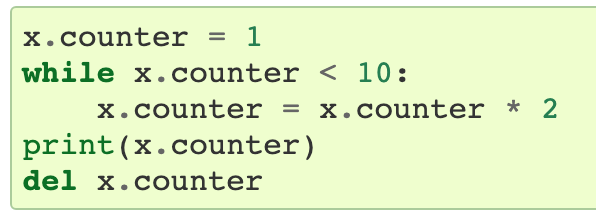 x.counter = 1
while x.counter < 10:
    x.counter = x.counter * 2
print(x.counter)
del x.counter